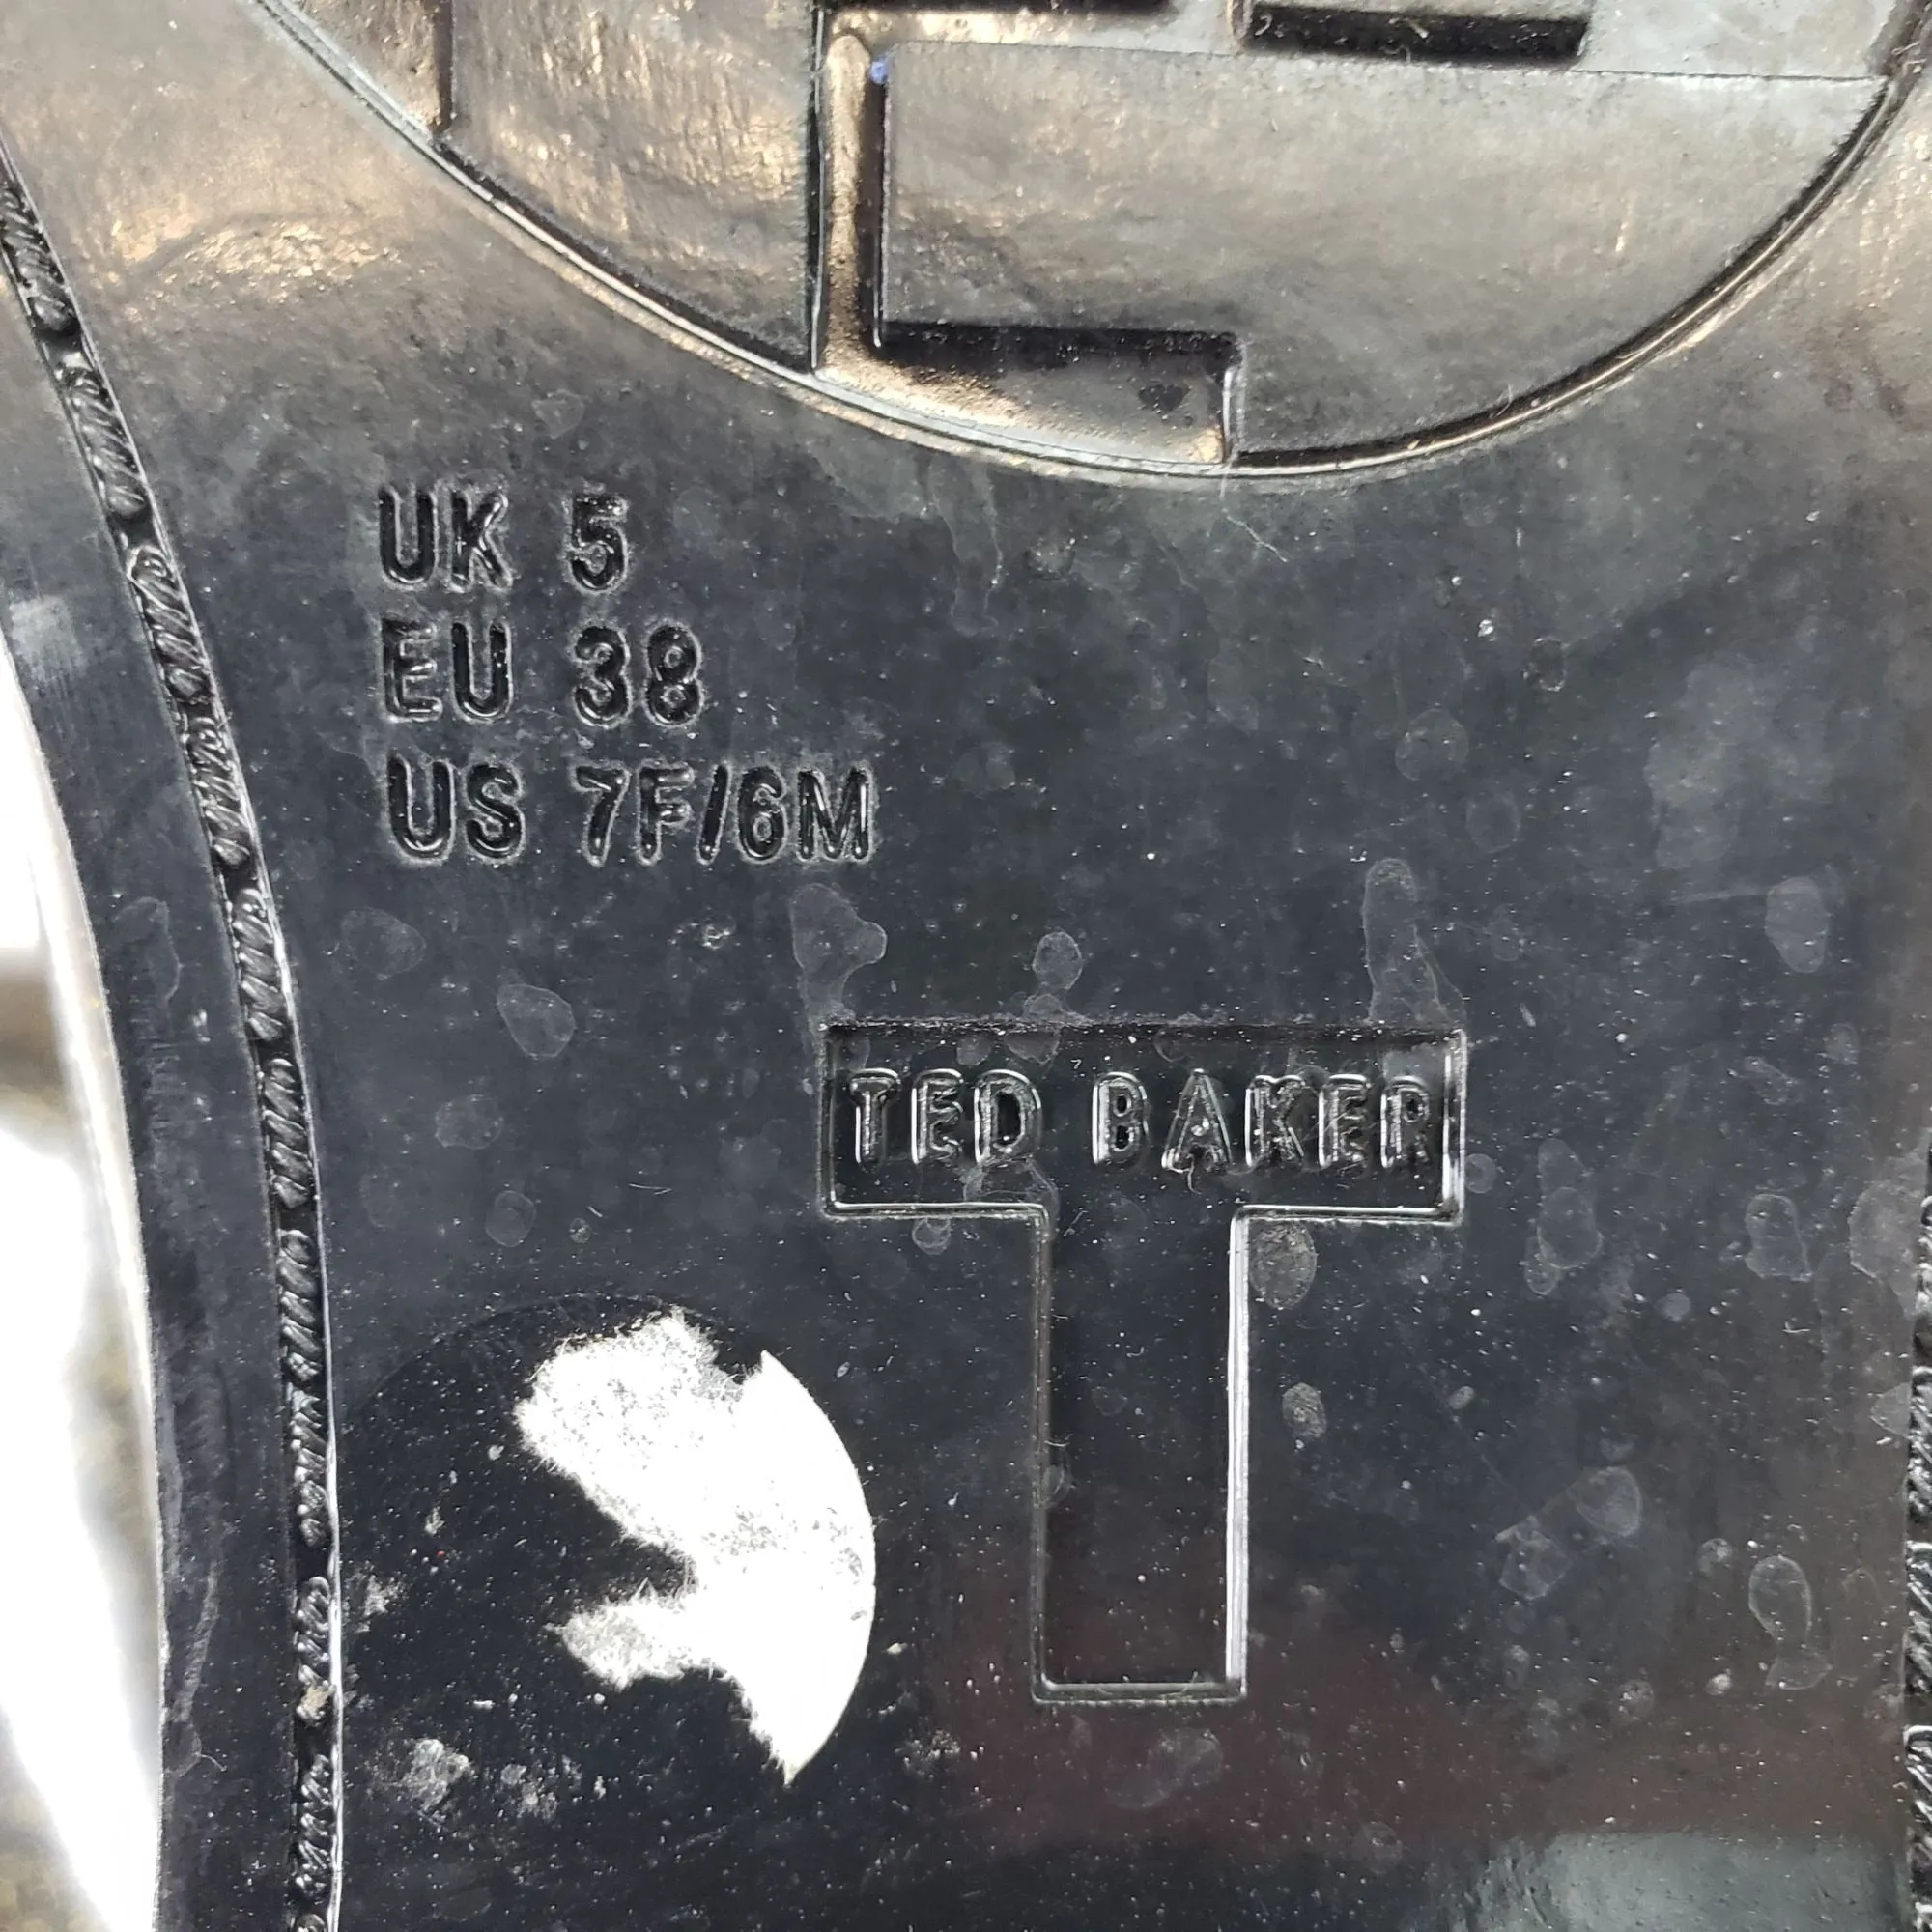 UK 5
EU 38
US 7F/6M
TED BAKER